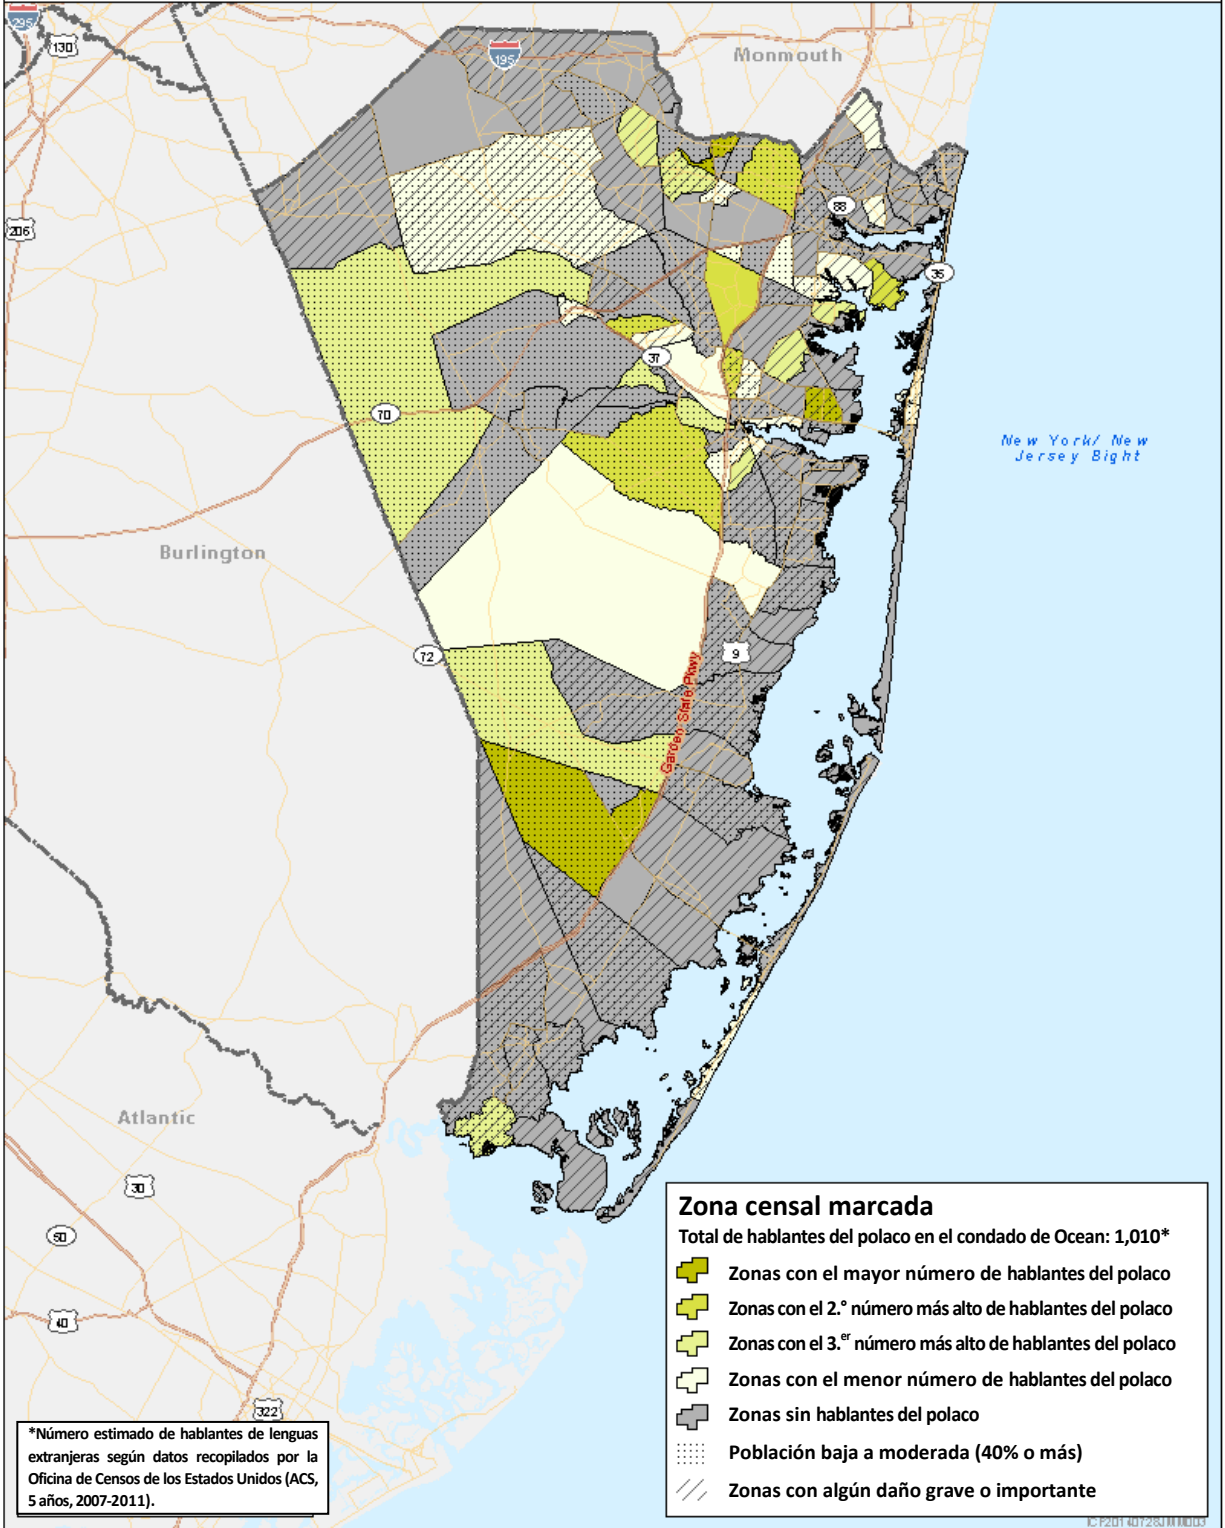 295
130
195
Monmouth
88
206
35
37
70
New York/ New
Jersey Bight
Burlington
72
9
Garden State Pkwy
Atlantic
30
50
40
322
Zona censal marcada
Total de hablantes del polaco en el condado de Ocean: 1,010*
Zonas con el mayor número de hablantes del polaco
Zonas con el 2.° número más alto de hablantes del polaco
Zonas con el 3.er número más alto de hablantes del polaco
Zonas con el menor número de hablantes del polaco
Zonas sin hablantes del polaco
Población baja a moderada (40% o más)
Zonas con algún daño grave o importante
*Número estimado de hablantes de lenguas
extranjeras según datos recopilados por la
Oficina de Censos de los Estados Unidos (ACS,
5 años, 2007-2011).